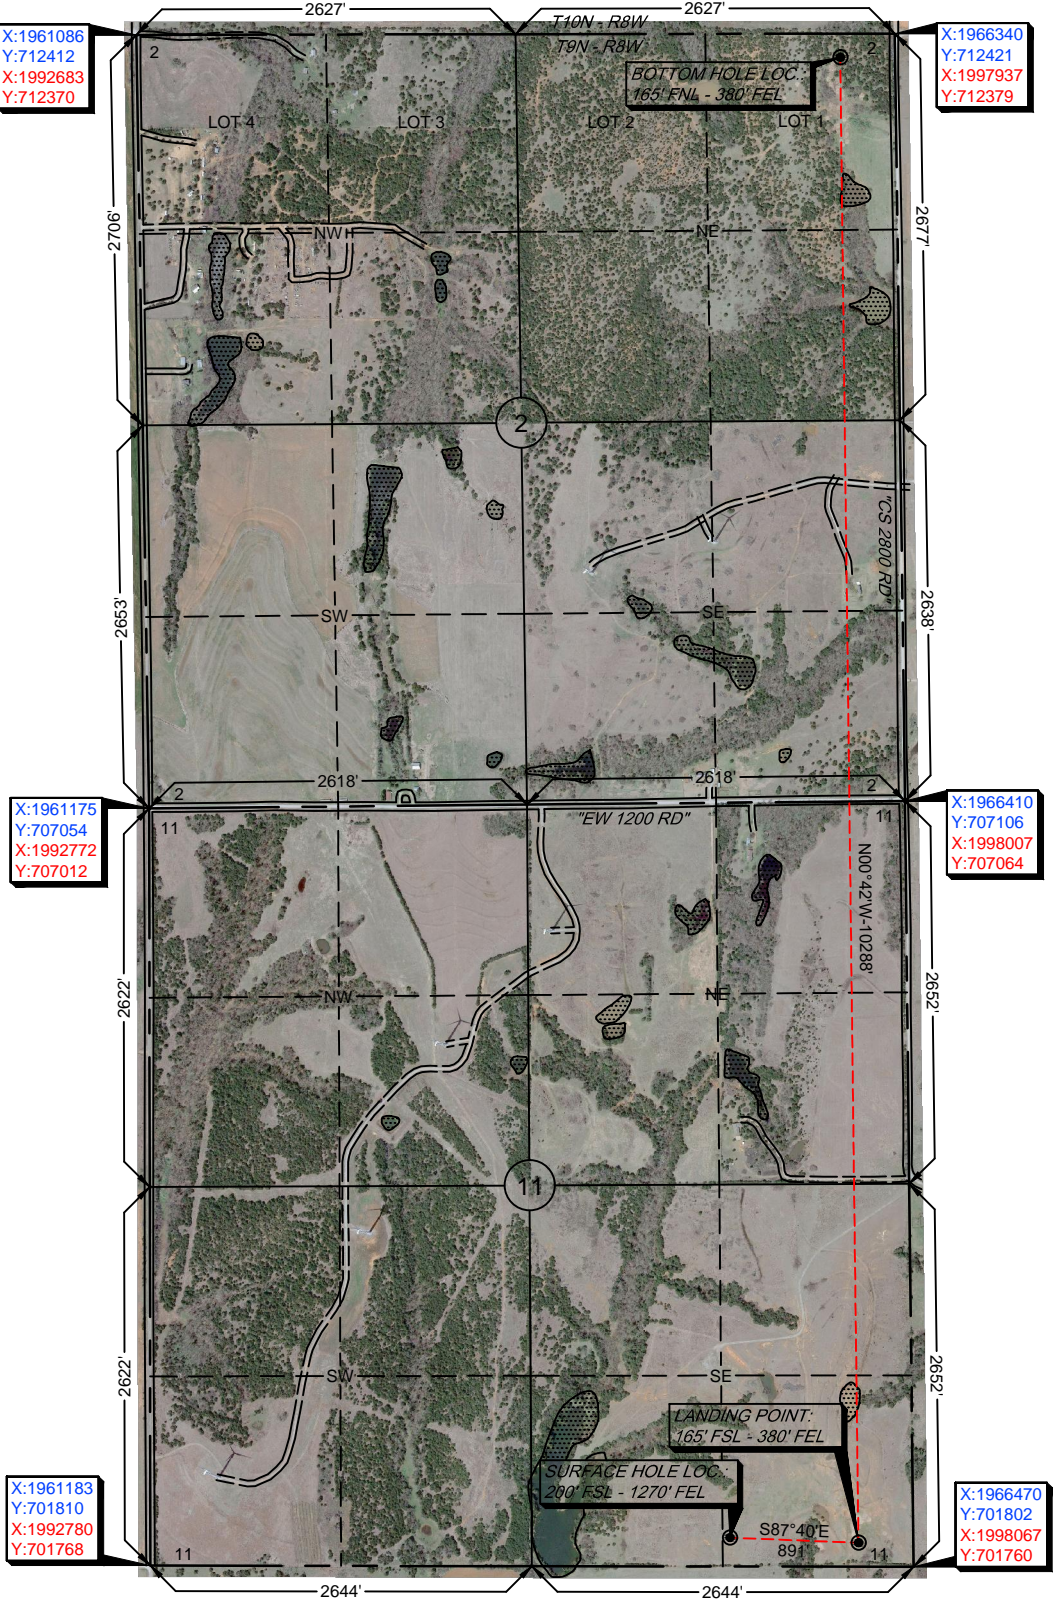 2627'
2627'
T10N - R8W
T9N - R8W
X:1961086
Y:712412
X:1992683
Y:712370
X:1966340
Y:712421
X:1997937
Y:712379
2
2
BOTTOM HOLE LOC.:
165' FNL - 380' FEL
LOT 4
LOT 3
LOT 2
LOT 1
2706'
2677'
NW
NE
2
"CS 2800 RD"
2653'
2638'
SW
SE
2618'
2618'
2
2
X:1961175
Y:707054
X:1992772
Y:707012
X:1966410
Y:707106
X:1998007
Y:707064
11
11
"EW 1200 RD"
N00°42'W-10288'
2622'
2652'
NW
NE
11
2622'
2652'
SW
SE
LANDING POINT:
165' FSL - 380' FEL
SURFACE HOLE LOC.:
200' FSL - 1270' FEL
X:1961183
Y:701810
X:1992780
Y:701768
X:1966470
Y:701802
X:1998067
Y:701760
S87°40'E
891'
11
11
2644'
2644'